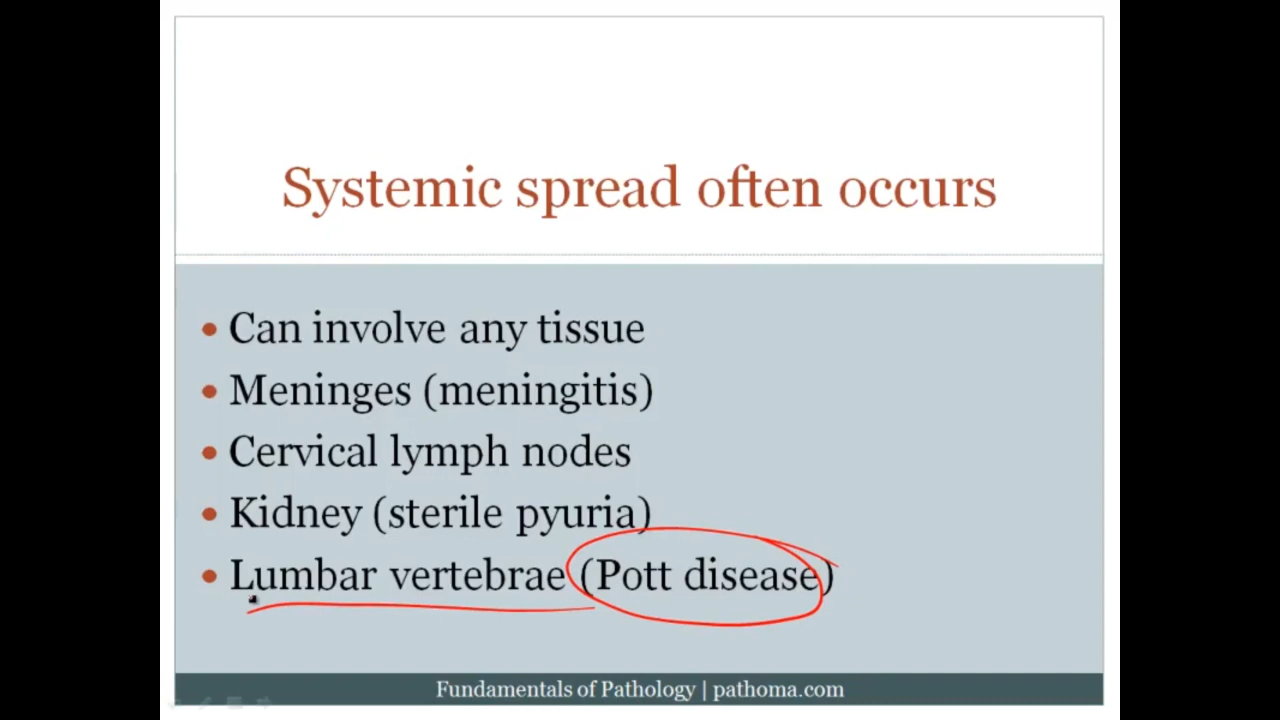 Systemic spread often occurs
• Can involve any tissue
• Meninges (meningitis)
• Cervical lymph nodes
• Kidney (sterile pyuria)
• Lumbar vertebrae (Pott disease)
Fundamentals of Pathology | pathoma.com